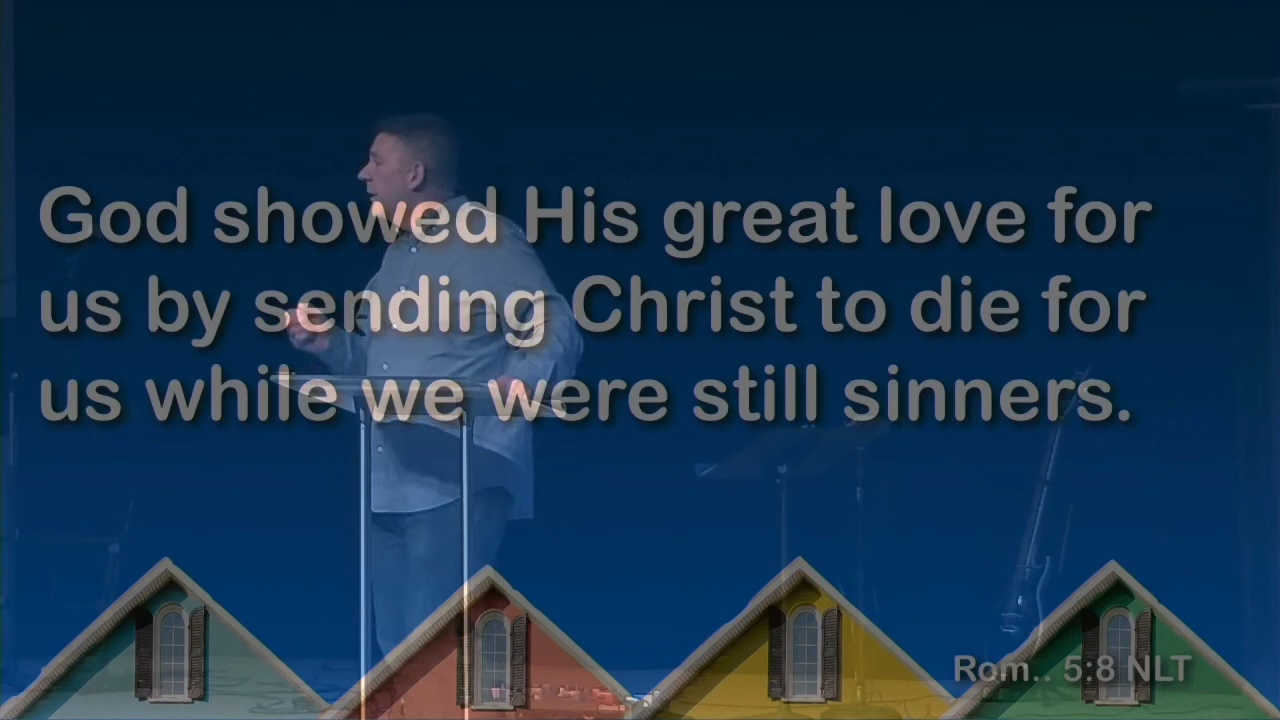 God showed His great love for
us by sending Christ to die for
us while we were still sinners.
Rom.. 5:8 NLT